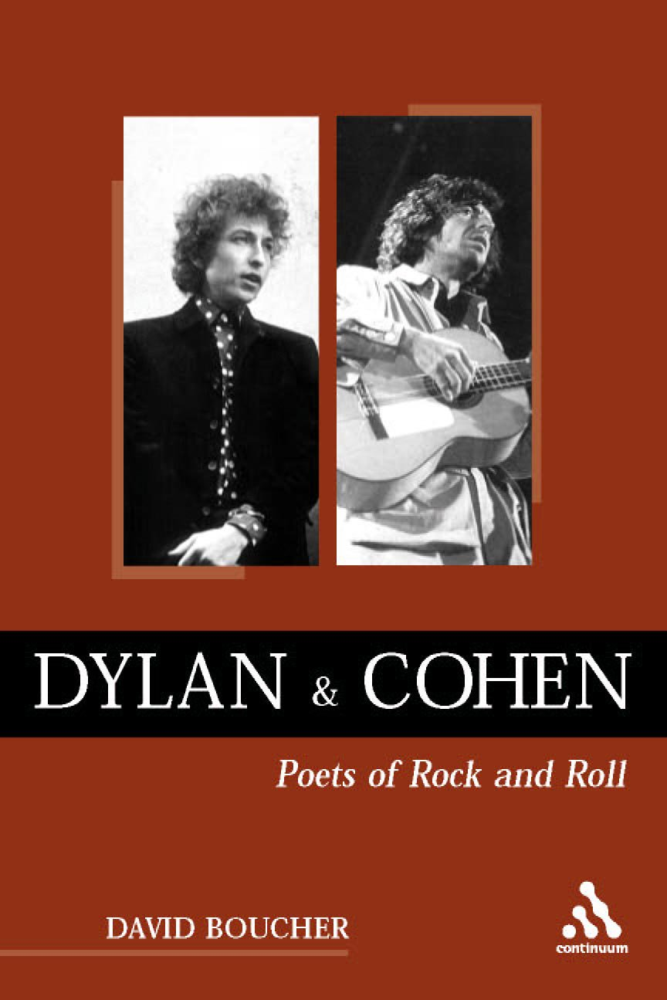 DYLAN & COHEN
Poets of Rock and Roll
DAVID BOUCHER
continuum